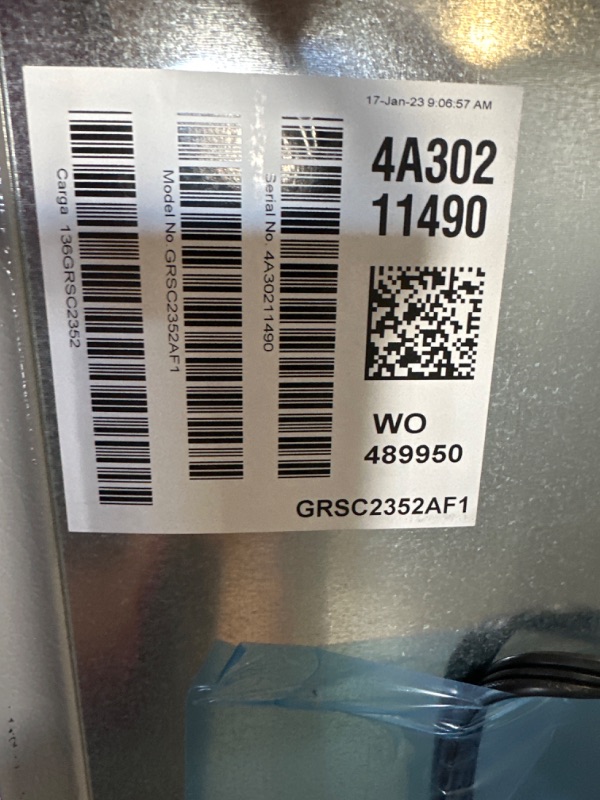 17-Jan-23 9:06:57 AM
4A302
11490
Carga 136GRSC2352
Model No GRSC2352AF1
Serial No. 4A30211490
WO
489950
GRSC2352AF1